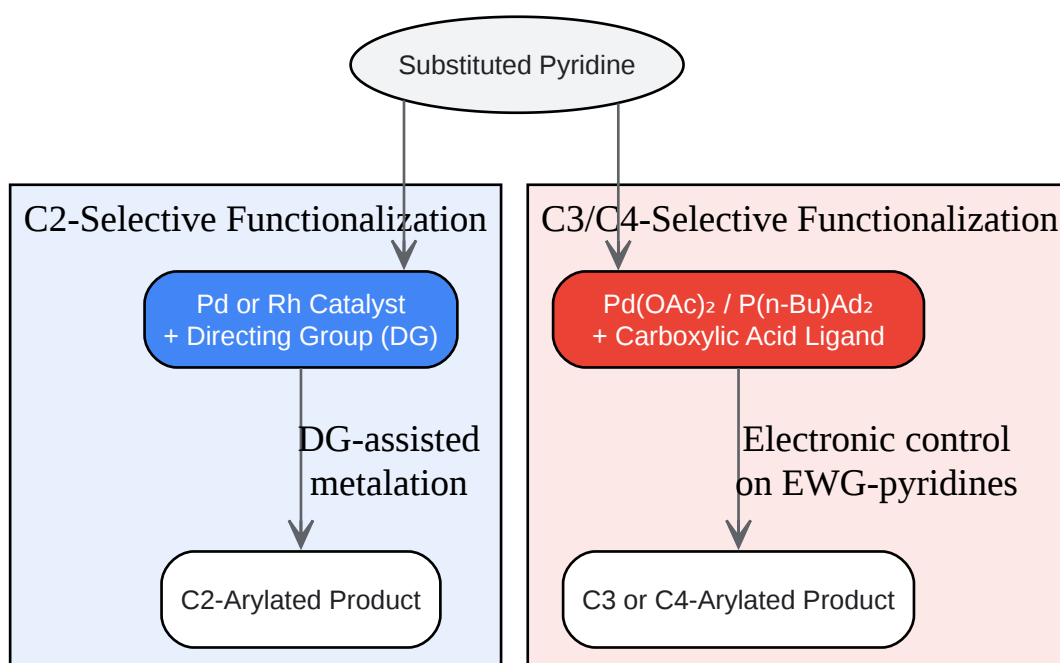 Substituted Pyridine
C2-Selective Functionalization
Pd or Rh Catalyst
+ Directing Group (DG)
DG-assisted
metalation
C2-Arylated Product
C3/C4-Selective Functionalization
Pd(OAc)₂ / P(n-Bu)Ad₂
+ Carboxylic Acid Ligand
Electronic control
on EWG-pyridines
C3 or C4-Arylated Product